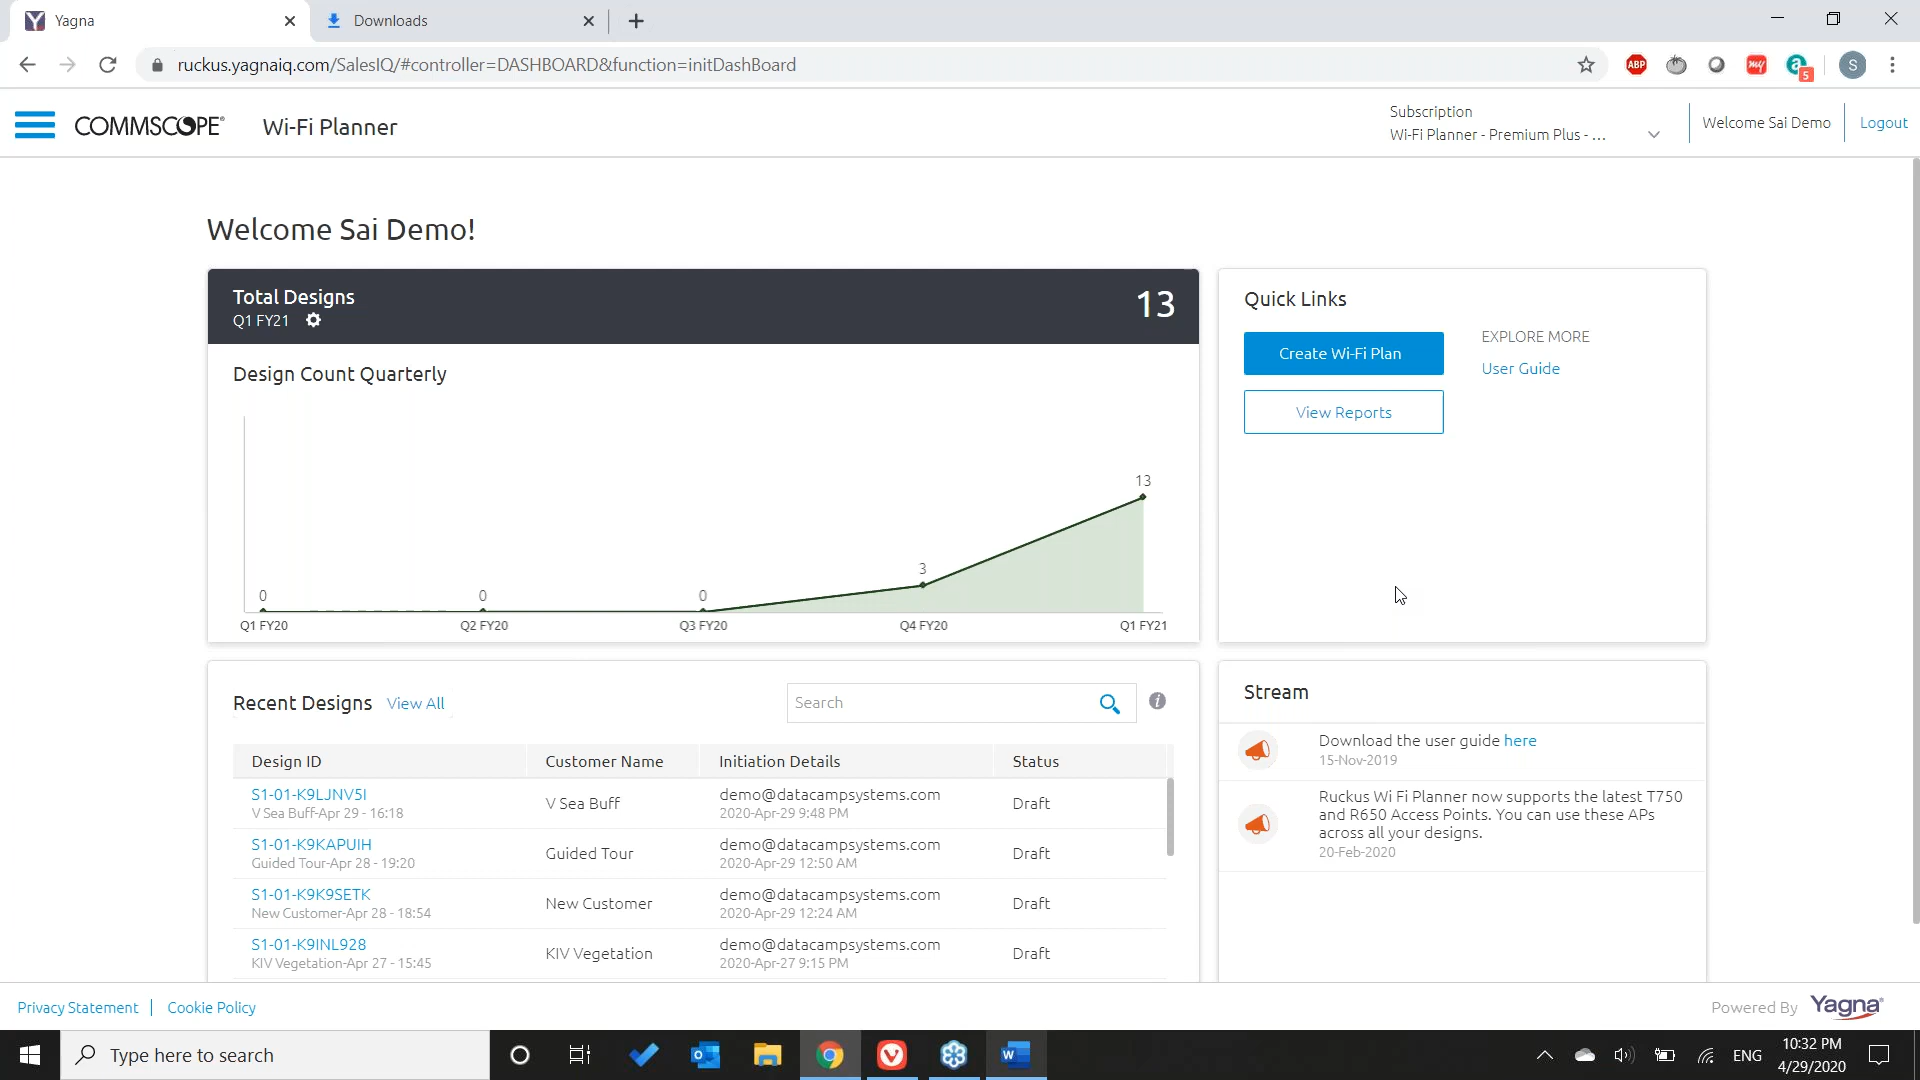 Yagna
Downloads
ruckus.yagnaiq.com/SalesIQ/#controller=DASHBOARD&function=initDashBoard
ABP
my
a
5
S
COMMSCOPE
Wi-Fi Planner
Subscription
Wi-Fi Planner - Premium Plus - ...
Welcome Sai Demo
Logout
Welcome Sai Demo!
Total Designs
Q1 FY21
13
Design Count Quarterly
13
3
0
0
0
Q1 FY20
Q2 FY20
Q3 FY20
Q4 FY20
Q1 FY21
Quick Links
Create Wi-Fi Plan
View Reports
EXPLORE MORE
User Guide
Recent Designs
View All
Search
Design ID
Customer Name
Initiation Details
Status
S1-01-K9LJNV5I
V Sea Buff-Apr 29 - 16:18
V Sea Buff
demo@datacampsystems.com
2020-Apr-29 9:48 PM
Draft
S1-01-K9KAPUIH
Guided Tour-Apr 28 - 19:20
Guided Tour
demo@datacampsystems.com
2020-Apr-29 12:50 AM
Draft
S1-01-K9K9SETK
New Customer-Apr 28 - 18:54
New Customer
demo@datacampsystems.com
2020-Apr-29 12:24 AM
Draft
S1-01-K9INL928
KIV Vegetation-Apr 27 - 15:45
KIV Vegetation
demo@datacampsystems.com
2020-Apr-27 9:15 PM
Draft
Stream
Download the user guide here
15-Nov-2019
Ruckus Wi Fi Planner now supports the latest T750
and R650 Access Points. You can use these APs
across all your designs.
20-Feb-2020
Privacy Statement
Cookie Policy
Powered By Yagna
Type here to search
ENG
10:32 PM
4/29/2020